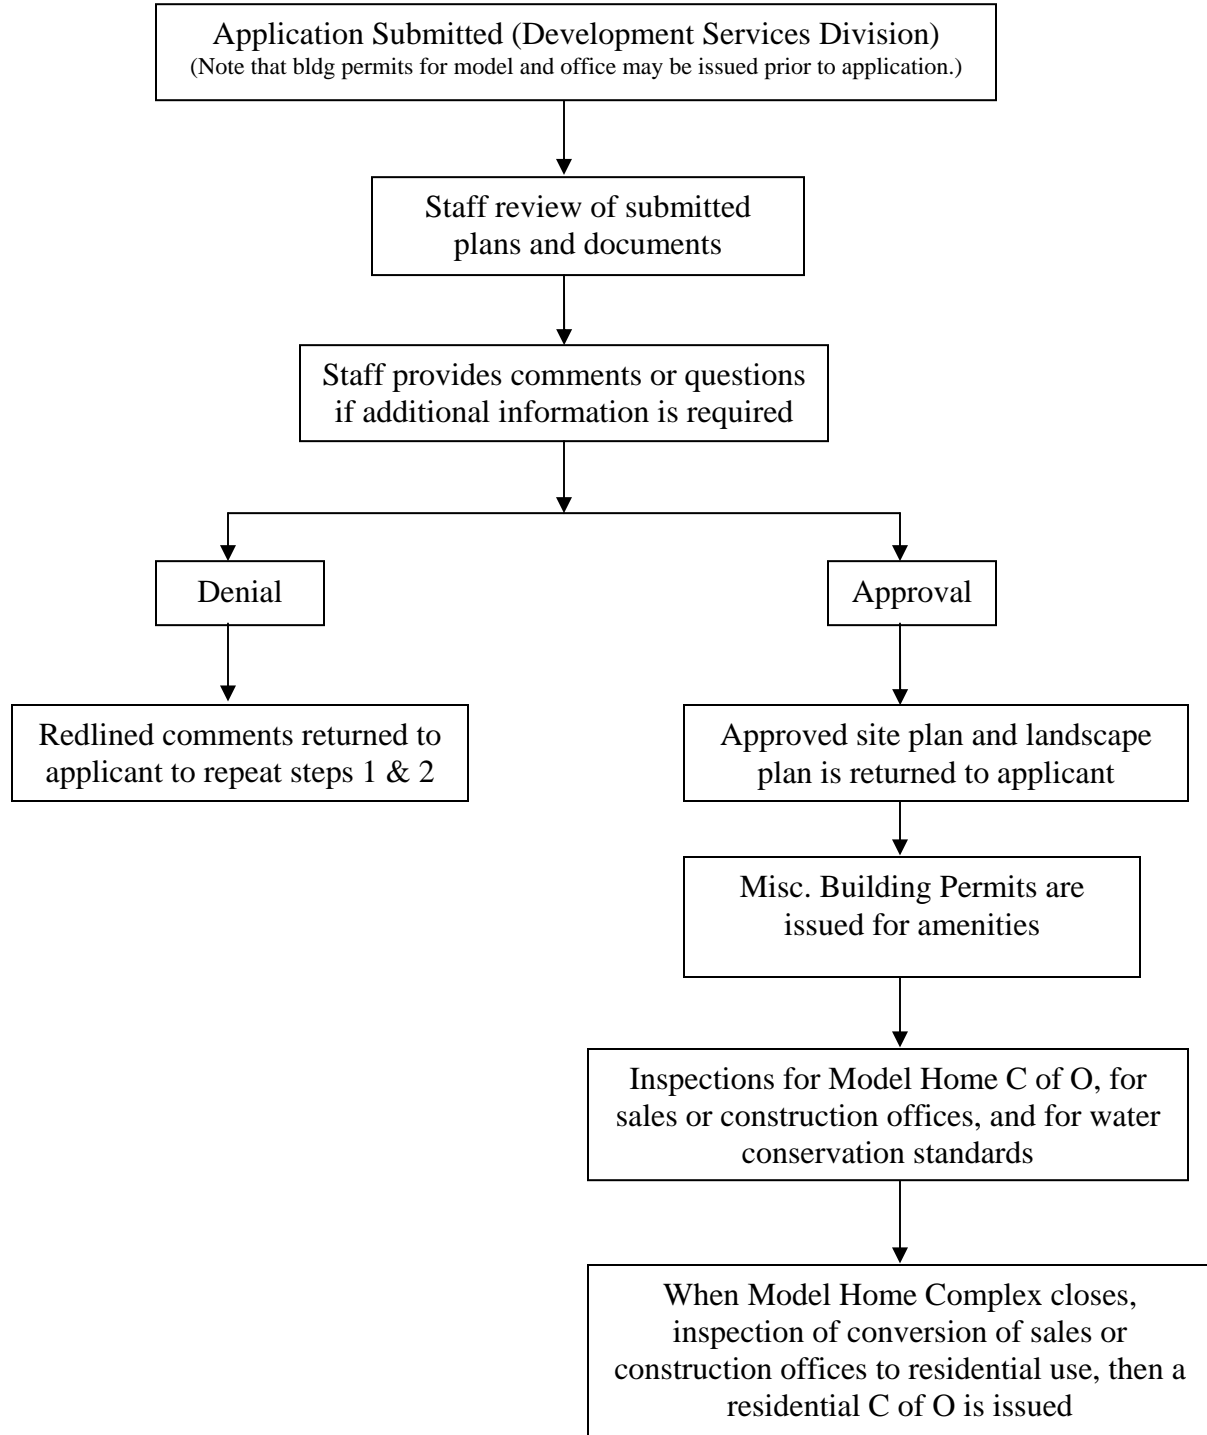 Application Submitted (Development Services Division)
(Note that bldg permits for model and office may be issued prior to application.)
Staff review of submitted
plans and documents
Staff provides comments or questions
if additional information is required
Denial
Approval
Redlined comments returned to
applicant to repeat steps 1 & 2
Approved site plan and landscape
plan is returned to applicant
Misc. Building Permits are
issued for amenities
Inspections for Model Home C of O, for
sales or construction offices, and for water
conservation standards
When Model Home Complex closes,
inspection of conversion of sales or
construction offices to residential use, then a
residential C of O is issued